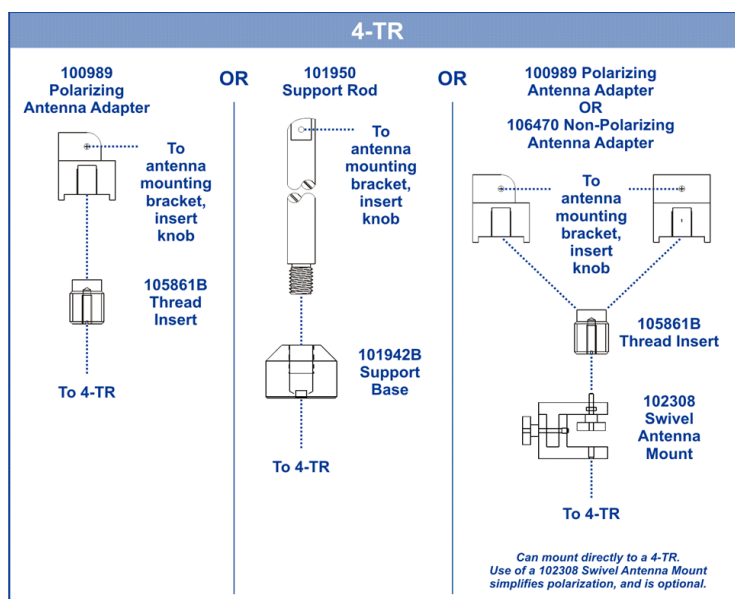 4-TR
100989
Polarizing
Antenna Adapter
To
antenna
mounting
bracket,
insert
knob
105861B
Thread
Insert
To 4-TR
OR
101950
Support Rod
To
antenna
mounting
bracket,
insert
knob
101942B
Support
Base
To 4-TR
OR
100989 Polarizing
Antenna Adapter
OR
106470 Non-Polarizing
Antenna Adapter
To
antenna
mounting
bracket,
insert
knob
105861B
Thread Insert
102308
Swivel
Antenna
Mount
To 4-TR
Can mount directly to a 4-TR.
Use of a 102308 Swivel Antenna Mount
simplifies polarization, and is optional.